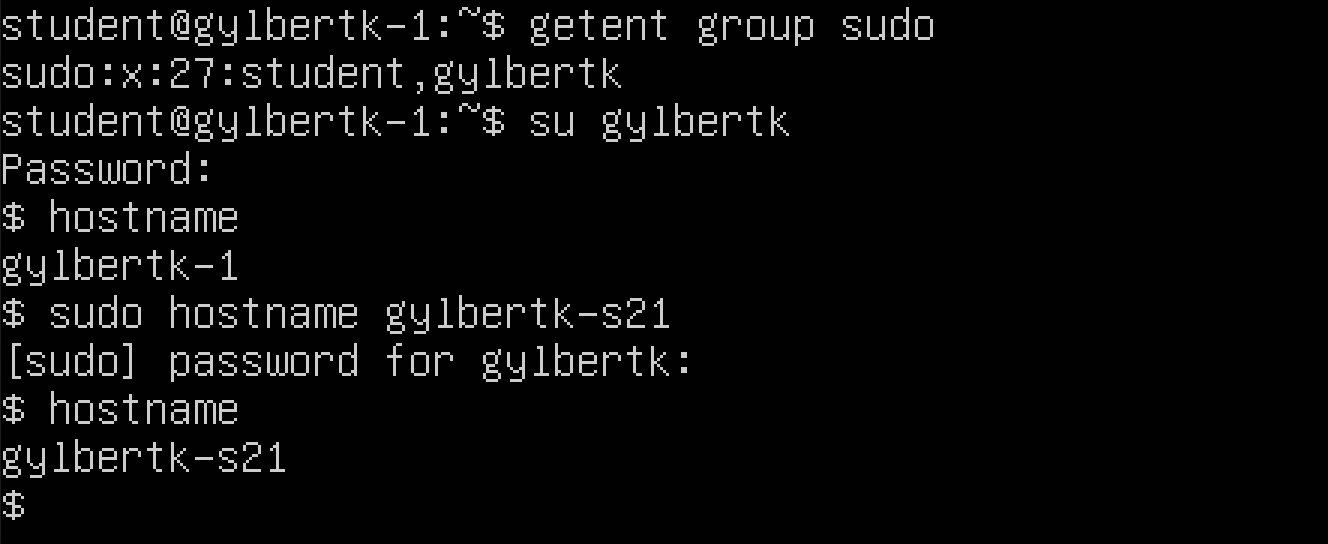 student@gylbertk-1:~$ getent group sudo
sudo:x:27:student,gylbertk
student@gylbertk-1:~$ su gylbertk
Password:
$ hostname
gylbertk-1
$ sudo hostname gylbertk-s21
[sudo] password for gylbertk:
$ hostname
gylbertk-s21
$